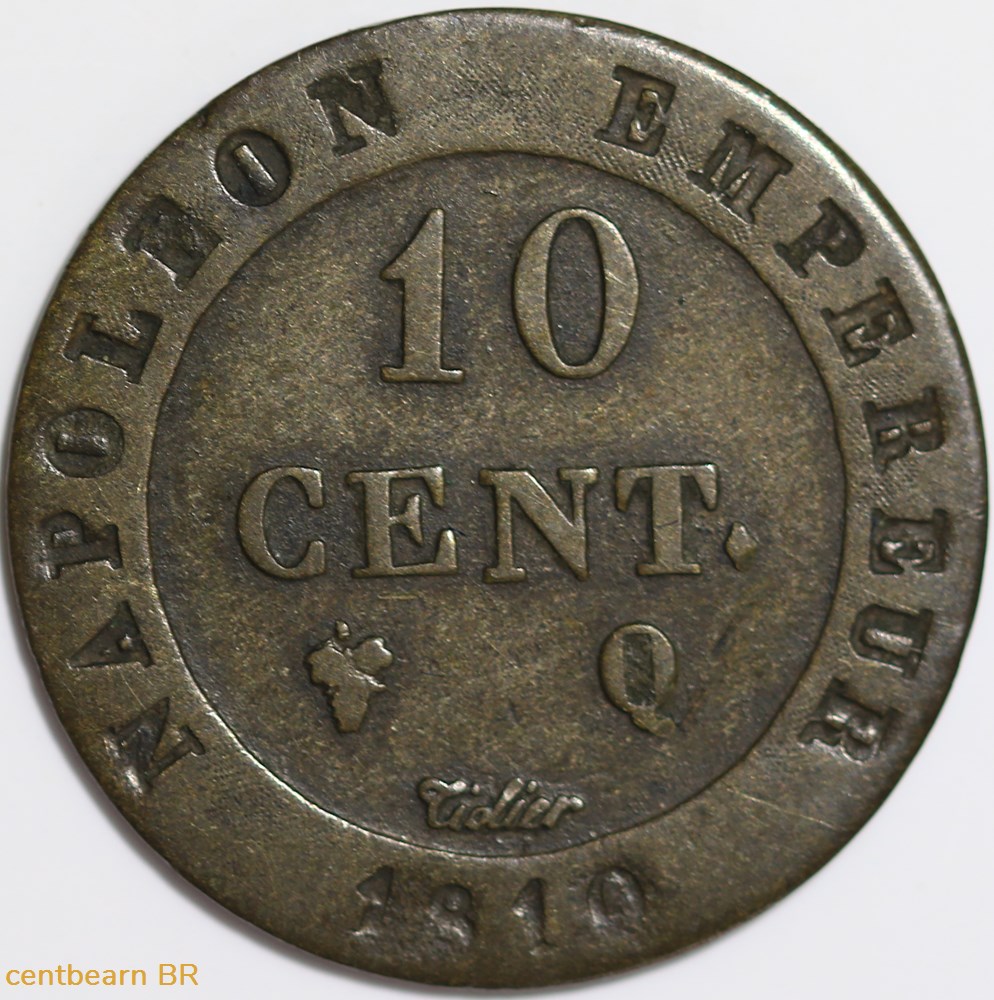 NAPOLEON EMPEREUR
10
CENT.
Q
Tiolier
1810
centbearn BR